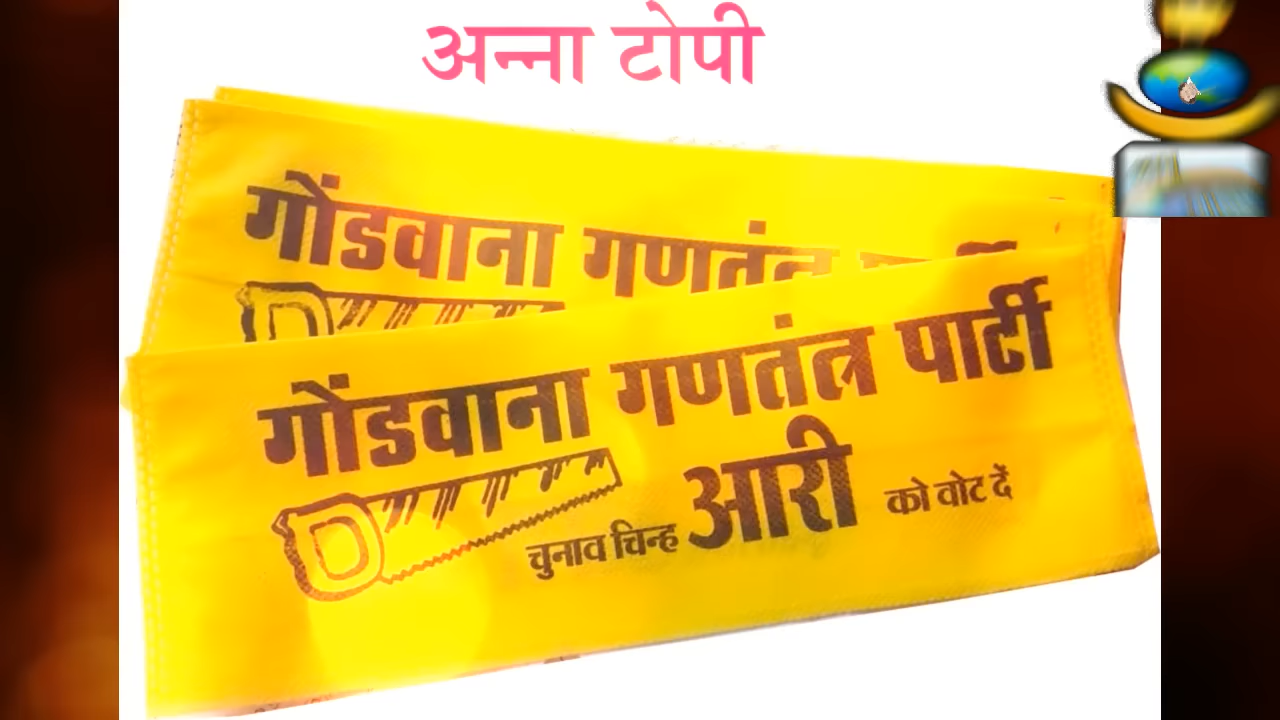 अन्ना टोपी
गोंडवाना गणतंत्र
गोंडवाना गणतंत्र पार्टी
चुनाव चिन्ह आरी को वोट दें